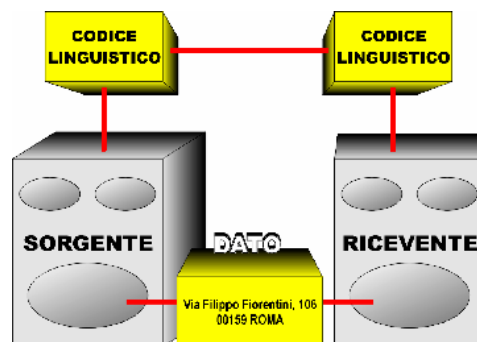 CODICE
LINGUISTICO
CODICE
LINGUISTICO
SORGENTE
DATO
RICEVENTE
Via Filippo Fiorentini, 106
00159 ROMA